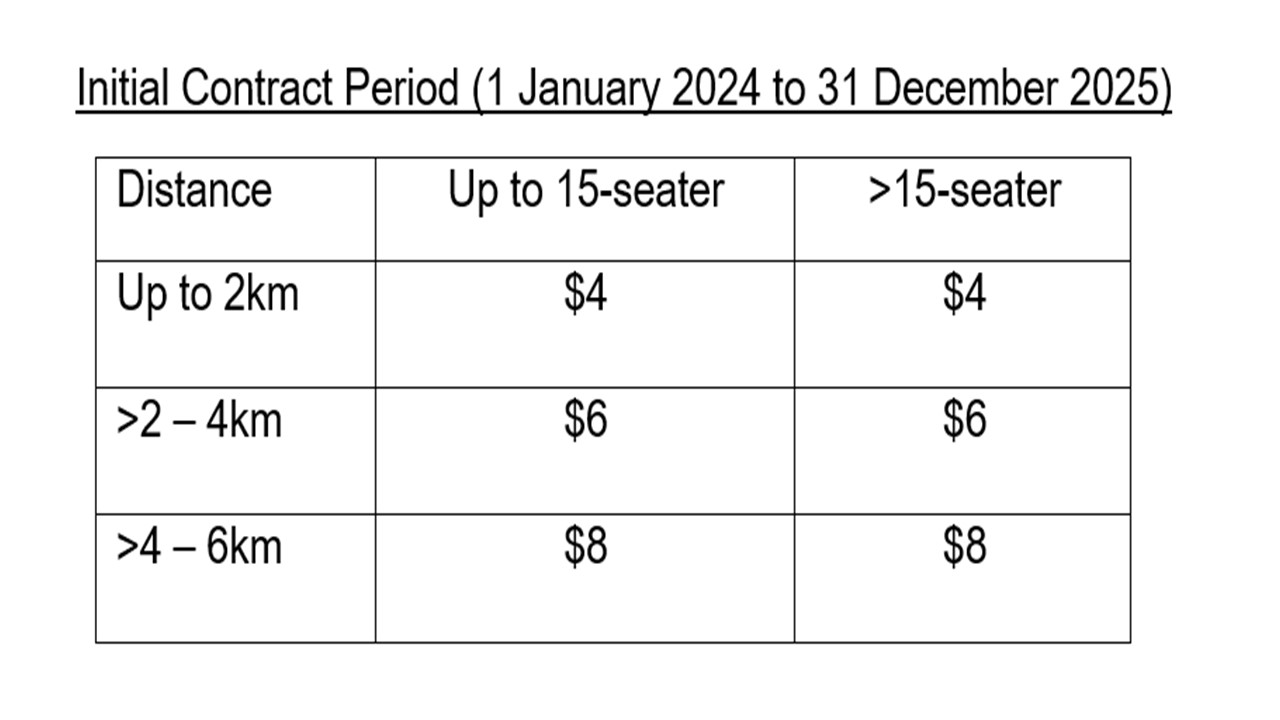 Initial Contract Period (1 January 2024 to 31 December 2025)
Distance Up to 15-seater >15-seater
Up to 2km $4 $4
>2 – 4km $6 $6
>4 – 6km $8 $8